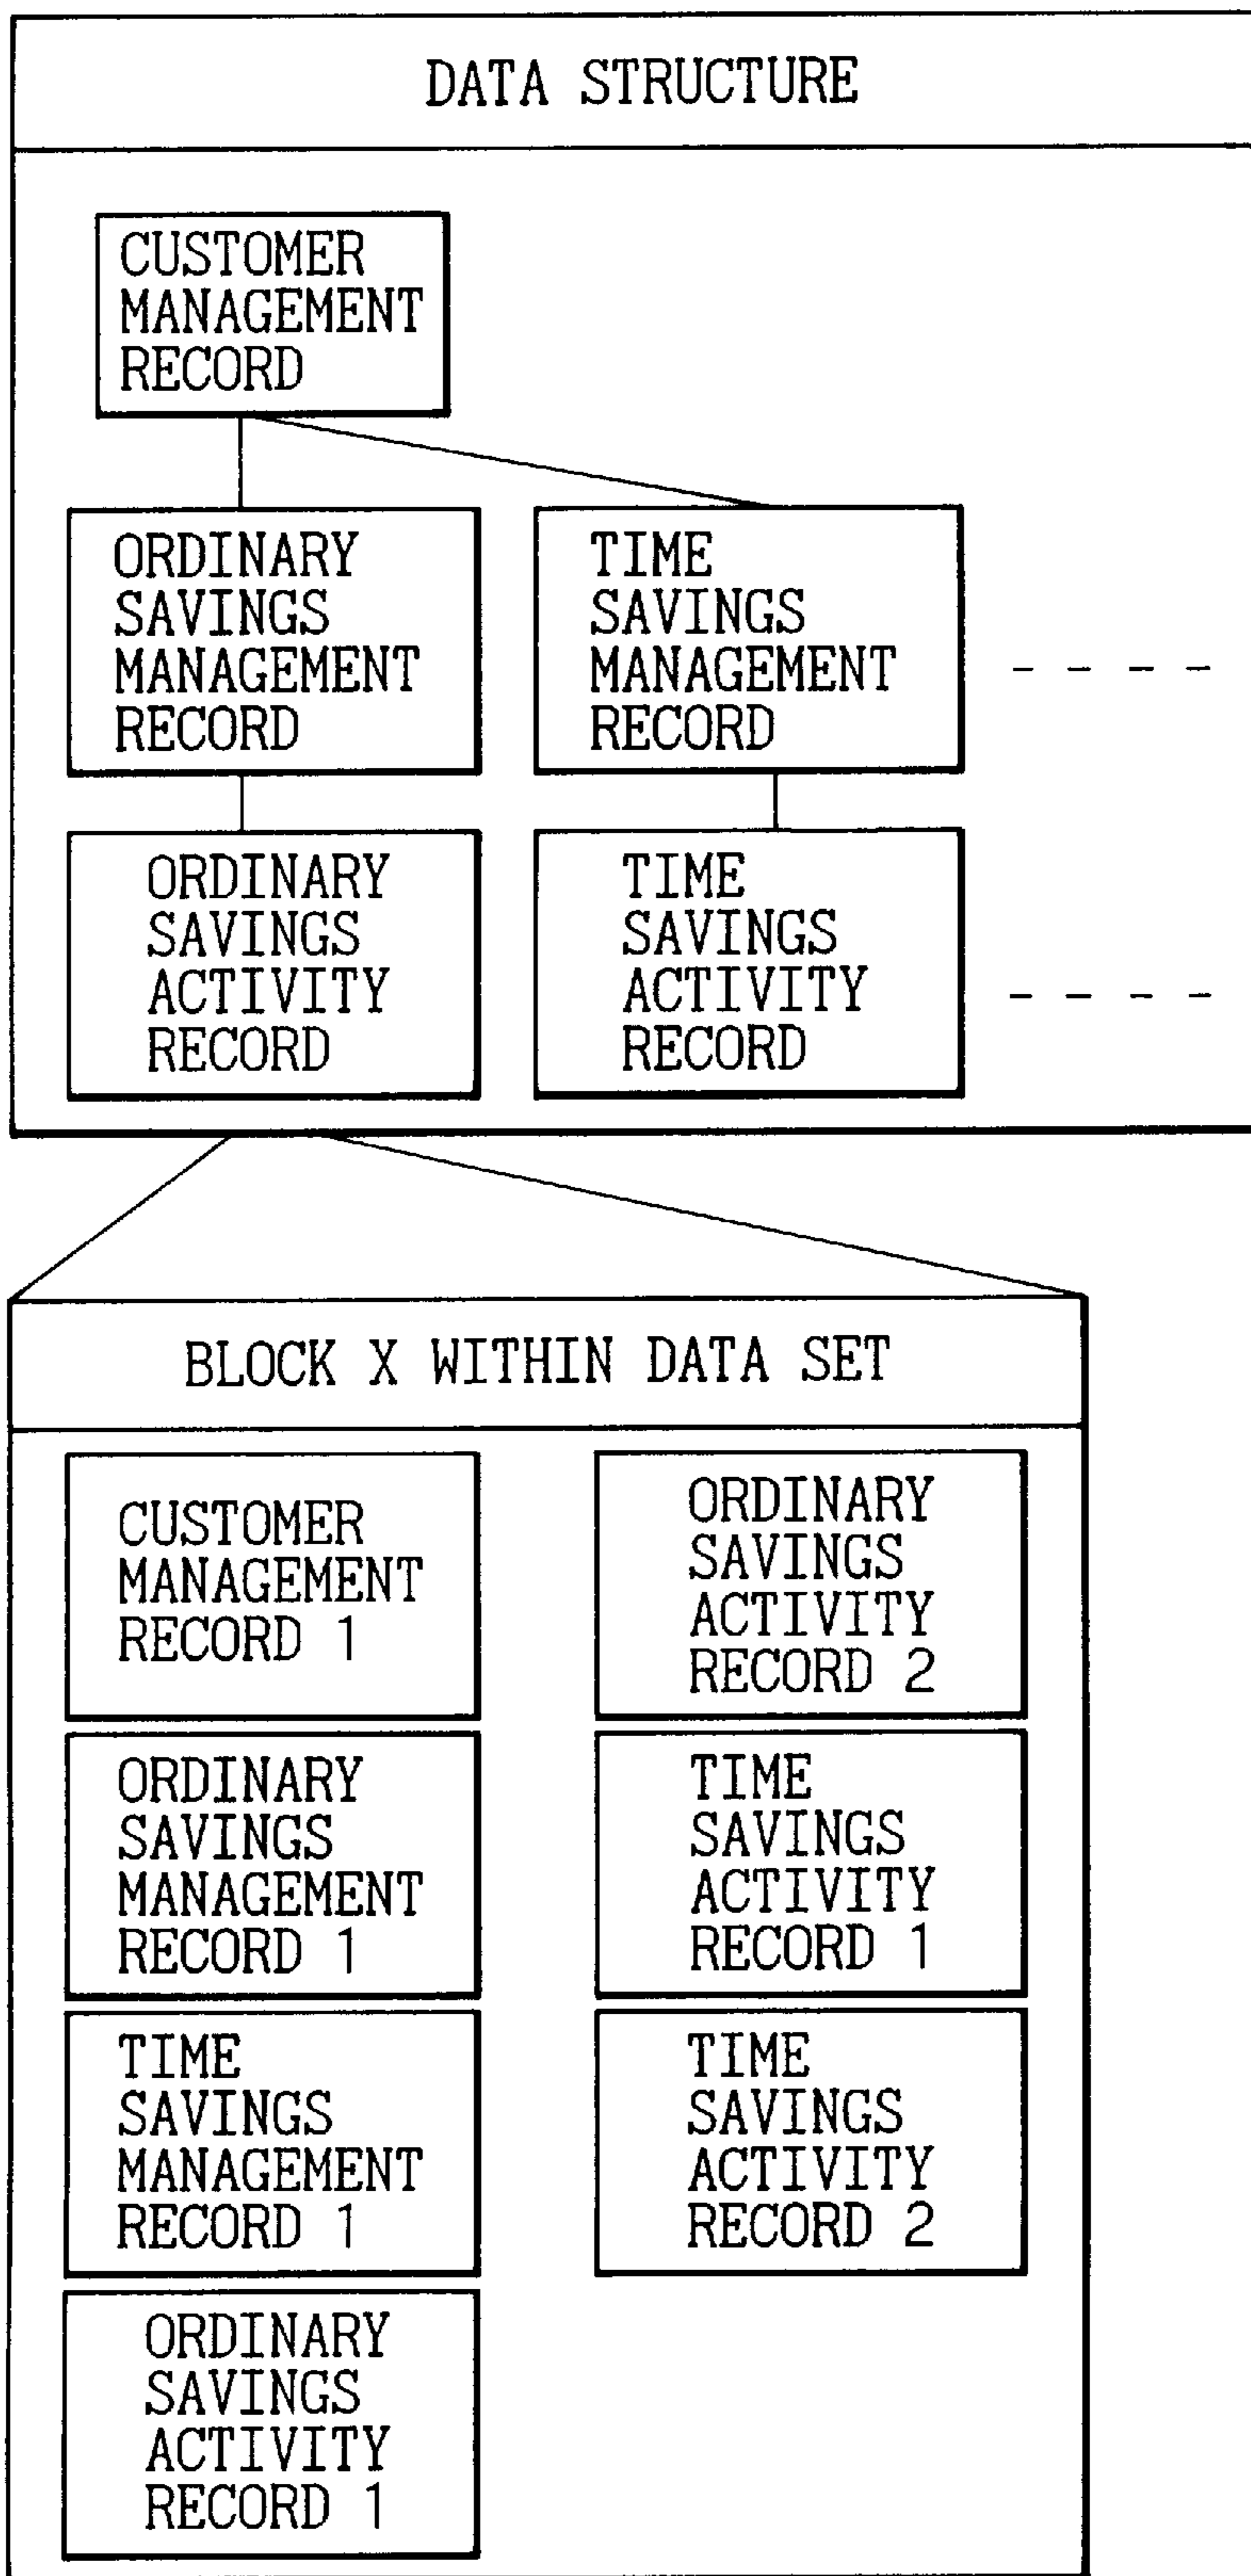 DATA STRUCTURE
CUSTOMER
MANAGEMENT
RECORD
ORDINARY
SAVINGS
MANAGEMENT
RECORD
TIME
SAVINGS
MANAGEMENT
RECORD
ORDINARY
SAVINGS
ACTIVITY
RECORD
TIME
SAVINGS
ACTIVITY
RECORD
BLOCK X WITHIN DATA SET
CUSTOMER
MANAGEMENT
RECORD 1
ORDINARY
SAVINGS
MANAGEMENT
RECORD 1
TIME
SAVINGS
MANAGEMENT
RECORD 1
ORDINARY
SAVINGS
ACTIVITY
RECORD 1
ORDINARY
SAVINGS
ACTIVITY
RECORD 2
TIME
SAVINGS
ACTIVITY
RECORD 1
TIME
SAVINGS
ACTIVITY
RECORD 2